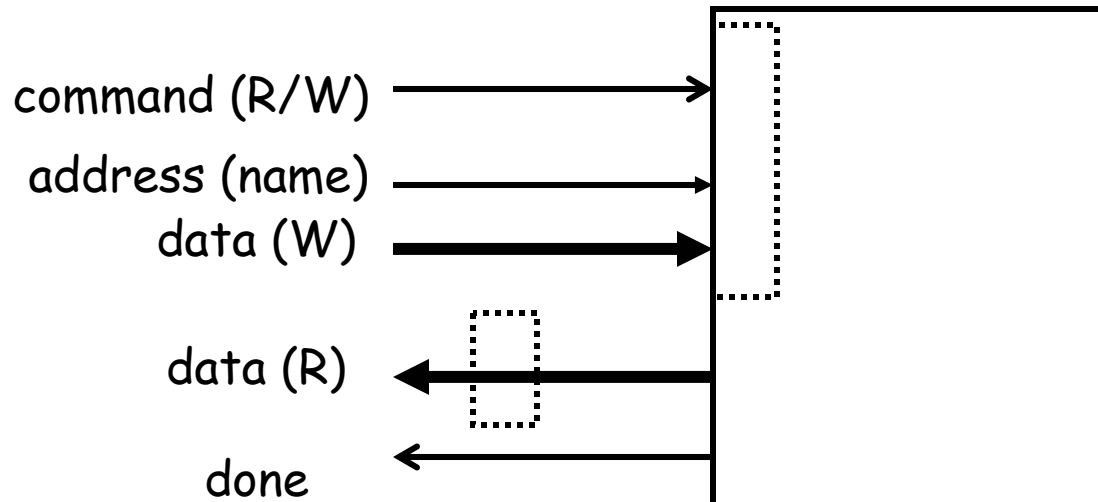 command (R/W)
address (name)
data (W)
data (R)
done